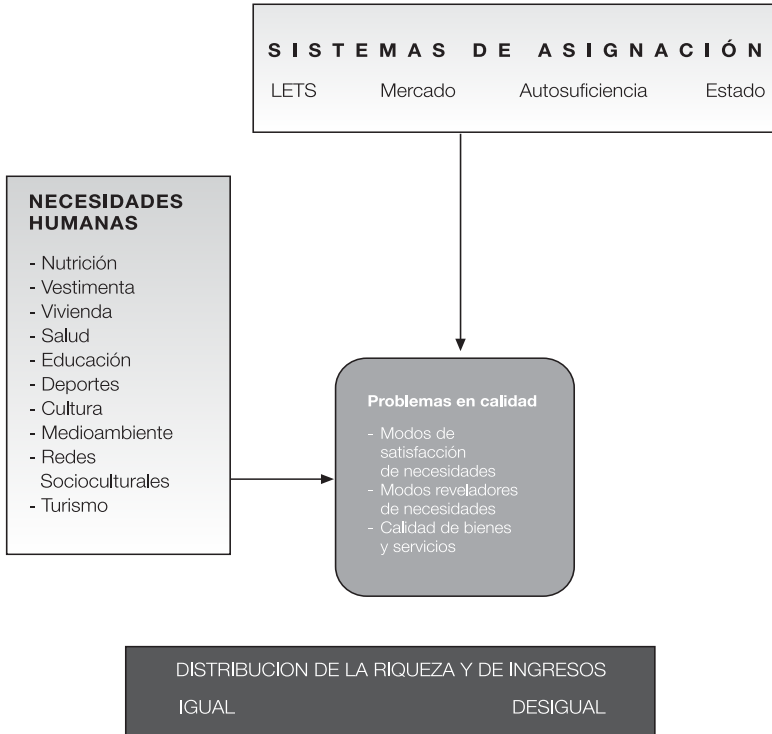 SISTEMAS DE ASIGNACIÓN
LETS Mercado Autosuficiencia Estado
NECESIDADES
HUMANAS
- Nutrición
- Vestimenta
- Vivienda
- Salud
- Educación
- Deportes
- Cultura
- Medioambiente
- Redes
Socioculturales
- Turismo
Problemas en calidad
- Modos de
satisfacción
de necesidades
- Modos reveladores
de necesidades
- Calidad de bienes
y servicios
DISTRIBUCION DE LA RIQUEZA Y DE INGRESOS
IGUAL DESIGUAL